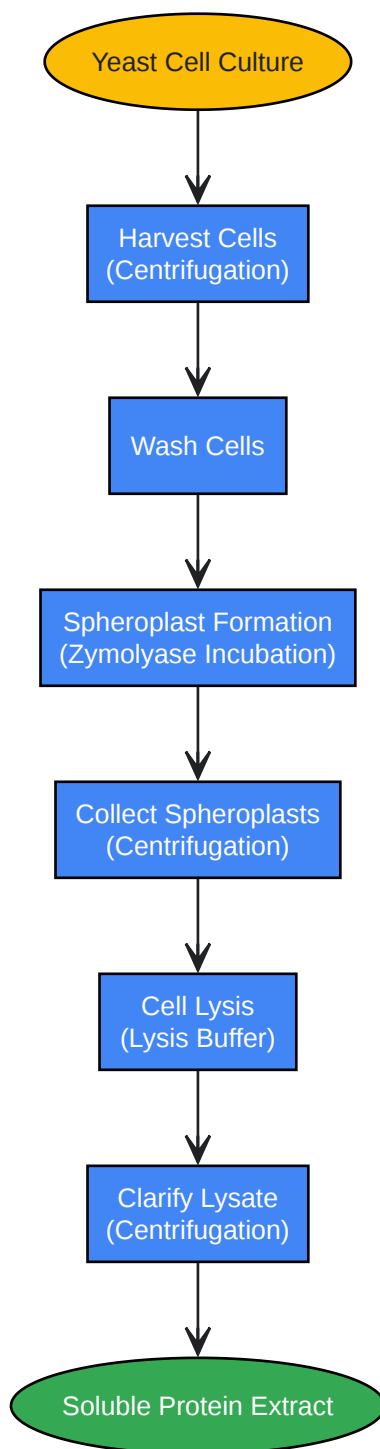 Yeast Cell Culture
Harvest Cells
(Centrifugation)
Wash Cells
Spheroplast Formation
(Zymolyase Incubation)
Collect Spheroplasts
(Centrifugation)
Cell Lysis
(Lysis Buffer)
Clarify Lysate
(Centrifugation)
Soluble Protein Extract